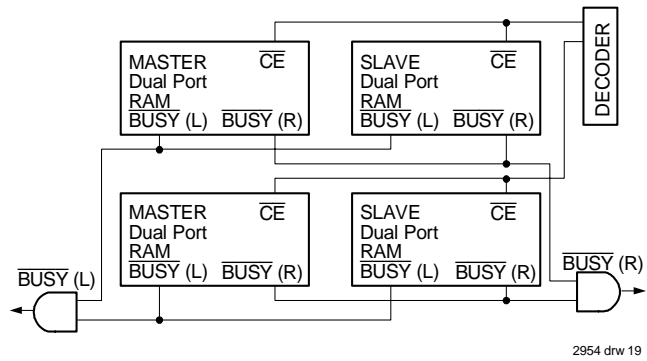 MASTER
Dual Port
RAM
BUSY (L) BUSY (R)
CE
SLAVE
Dual Port
RAM
BUSY (L) BUSY (R)
CE
DECODER
MASTER
Dual Port
RAM
BUSY (L) BUSY (R)
CE
SLAVE
Dual Port
RAM
BUSY (L) BUSY (R)
CE
BUSY (L)
BUSY (R)
2954 drw 19